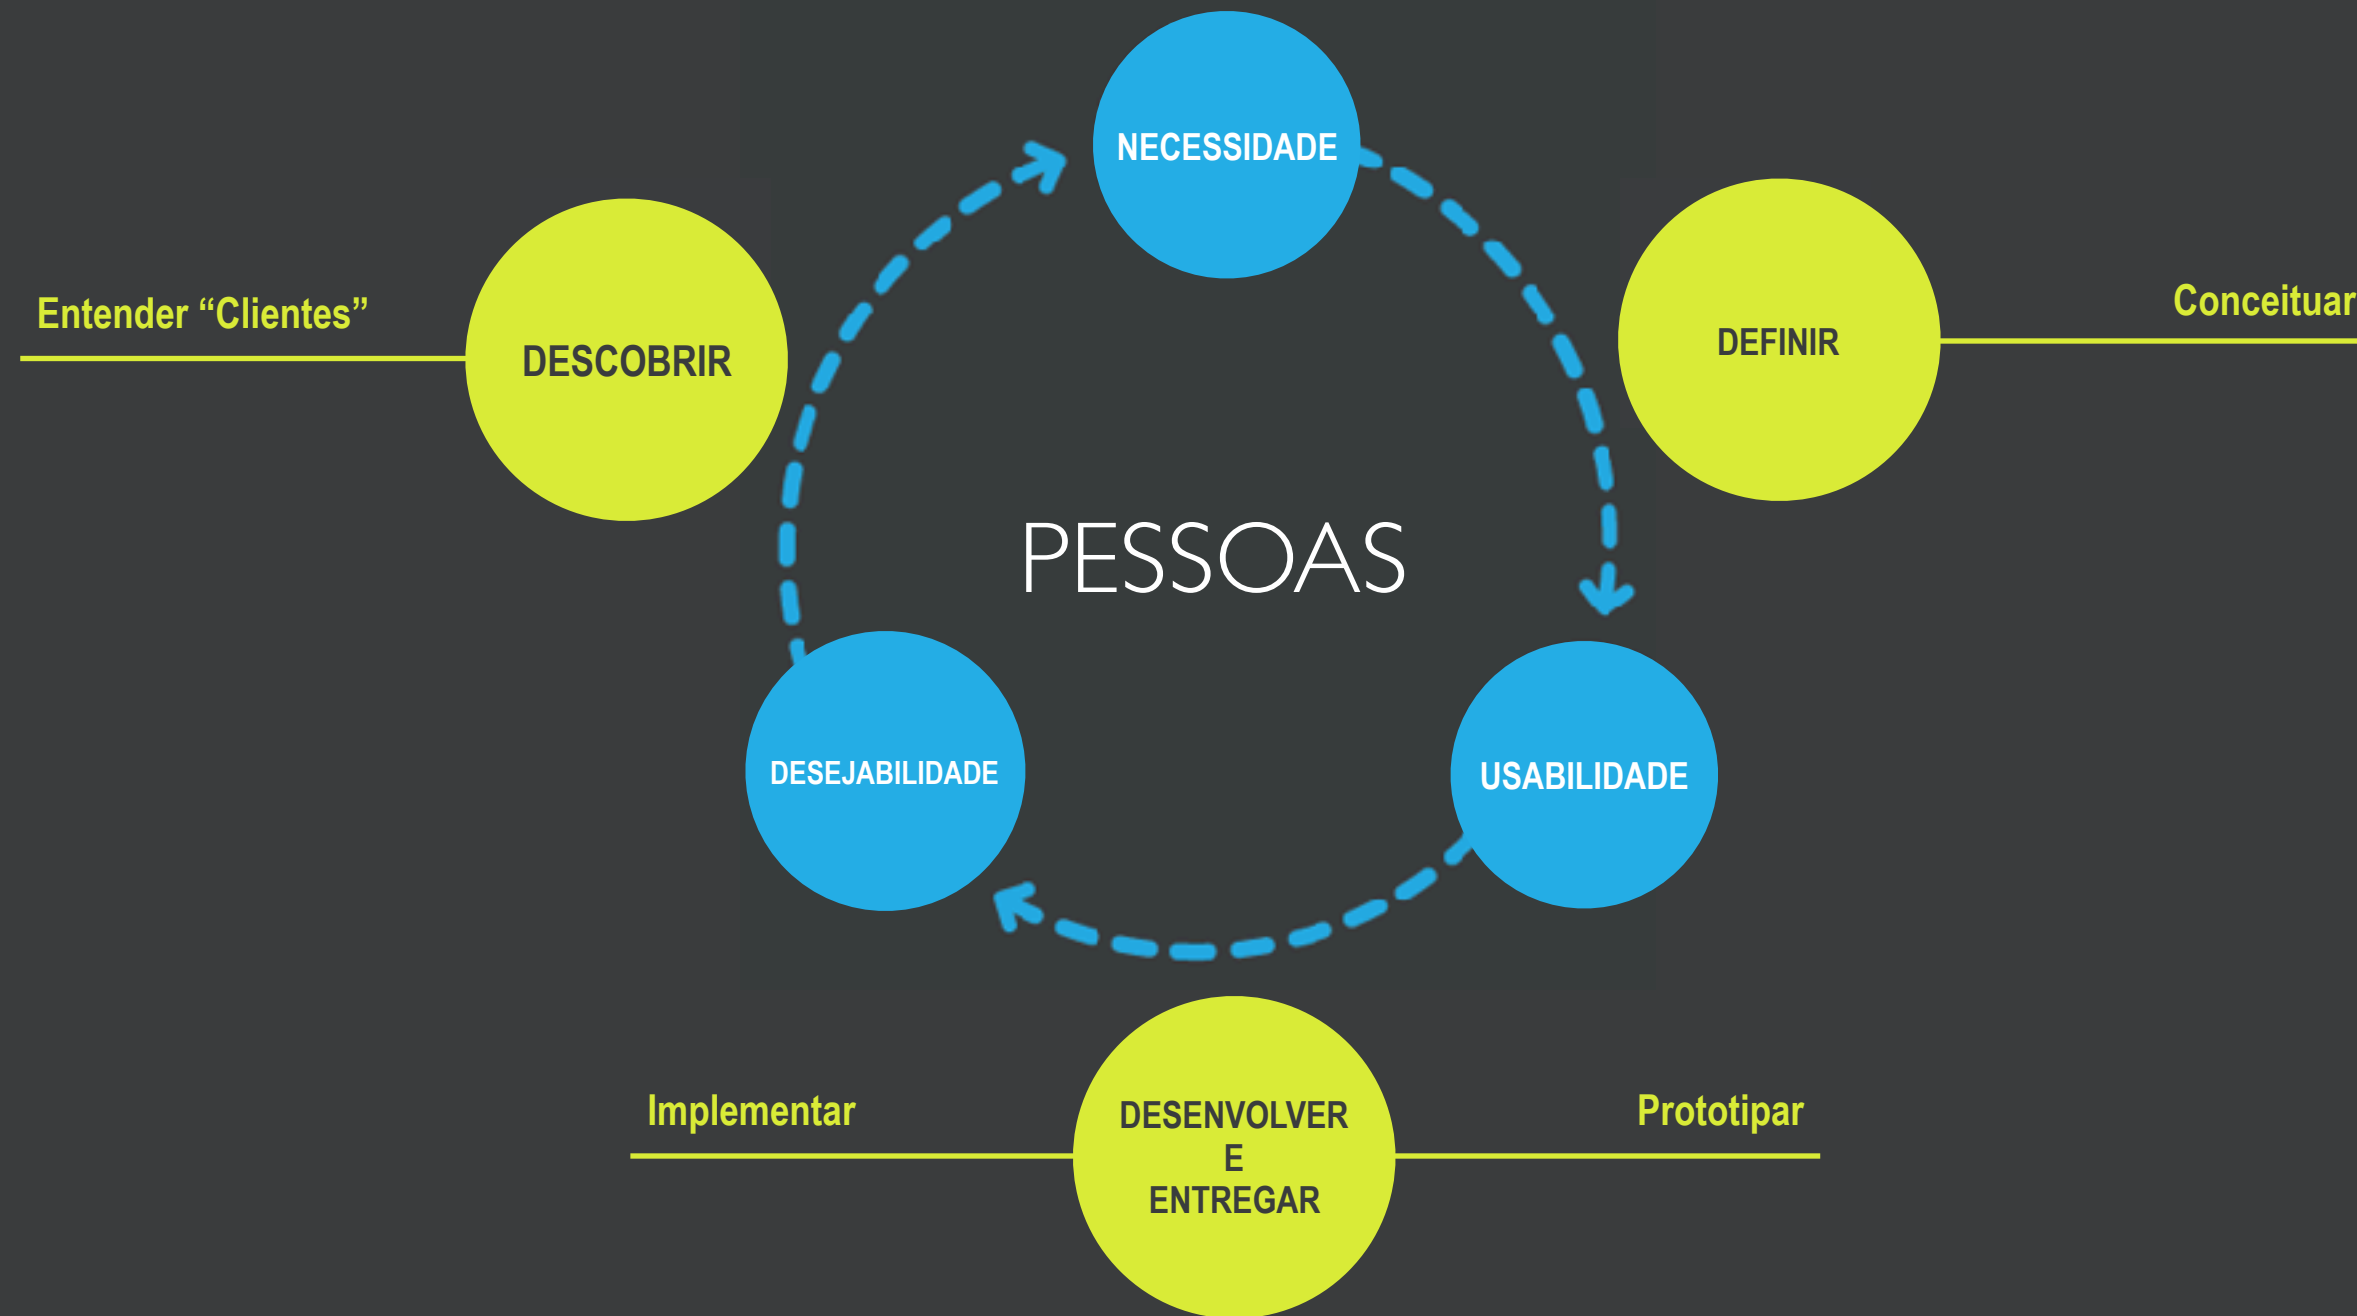 NECESSIDADE
Entender “Clientes”
DESCOBRIR
Conceituar
DEFINIR
PESSOAS
DESEJABILIDADE
USABILIDADE
Implementar
DESENVOLVER
E
ENTREGAR
Prototipar